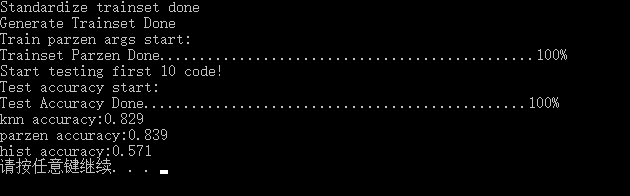 Standardize trainset done
Generate Trainset Done
Train parzen args start:
Trainset Parzen Done..................................................100%
Start testing first 10 code!
Test accuracy start:
Test Accuracy Done...................................................100%
knn accuracy:0.829
parzen accuracy:0.839
hist accuracy:0.571
请按任意键继续. . .